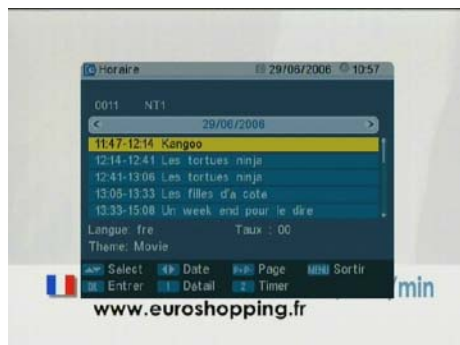 Horaire 29/06/2006 10:57
0011 NT1
< 29/06/2006 >
11:47-12:14 Kangoo
12:14-12:41 Les tortues ninja
12:41-13:06 Les tortues ninja
13:06-13:33 Les filles d'a cote
13:33-15:08 Un week end pour le dire
Langue: fre Taux : 00
Theme: Movie
Select Date P+P- Page MENU Sortir
OK Entrer 1 Detail 2 Timer
/min
www.euroshopping.fr